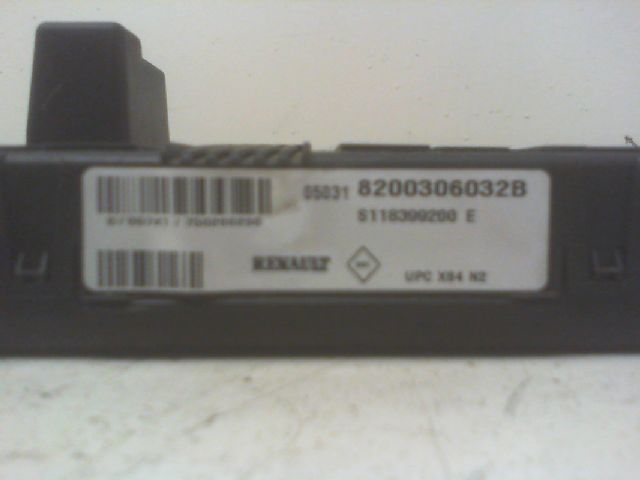 05031 8200306032B
S118399200 E
RENAULT
UPC X84 N2